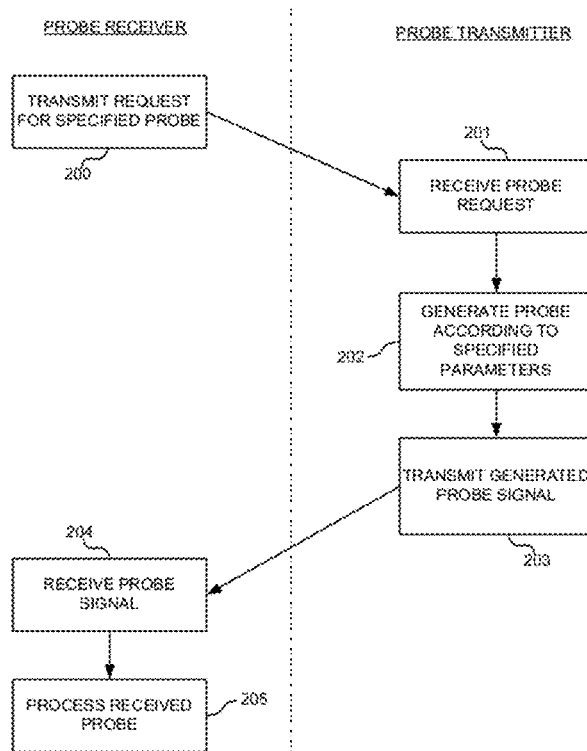 PROBE RECEIVER
PROBE TRANSMITTER
TRANSMIT REQUEST
FOR SPECIFIED PROBE
200
201
RECEIVE PROBE
REQUEST
GENERATE PROBE
ACCORDING TO
SPECIFIED
PARAMETERS
202
TRANSMIT GENERATED
PROBE SIGNAL
203
204
RECEIVE PROBE
SIGNAL
PROCESS RECEIVED
PROBE
205